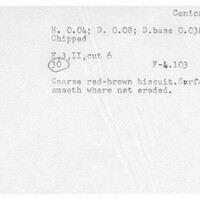 Conica
H. 0.04; D. 0.08; D.base 0.038
Chipped
E 3,II,cut 6
30 F-4.103
Coarse red-brown biscuit. Surfa
smooth where not eroded.